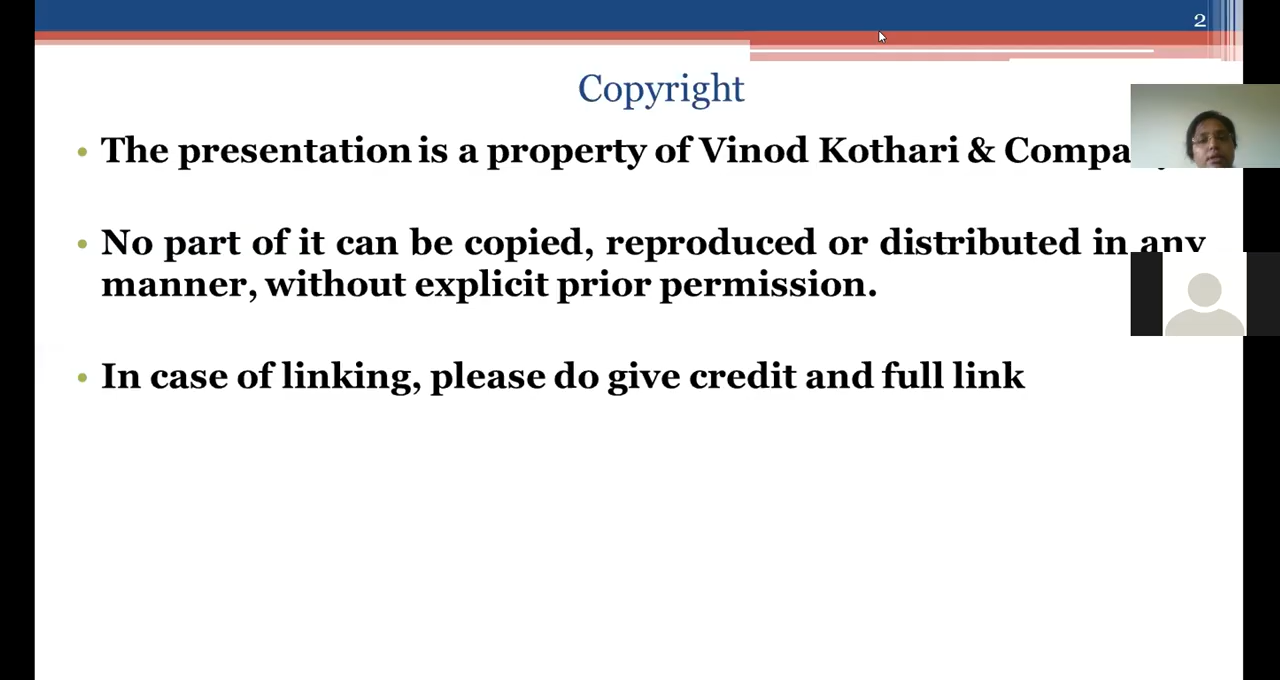 2
Copyright
• The presentation is a property of Vinod Kothari &
• No part of it can be copied, reproduced or distributed in any
manner, without explicit prior permission.
• In case of linking, please do give credit and full link